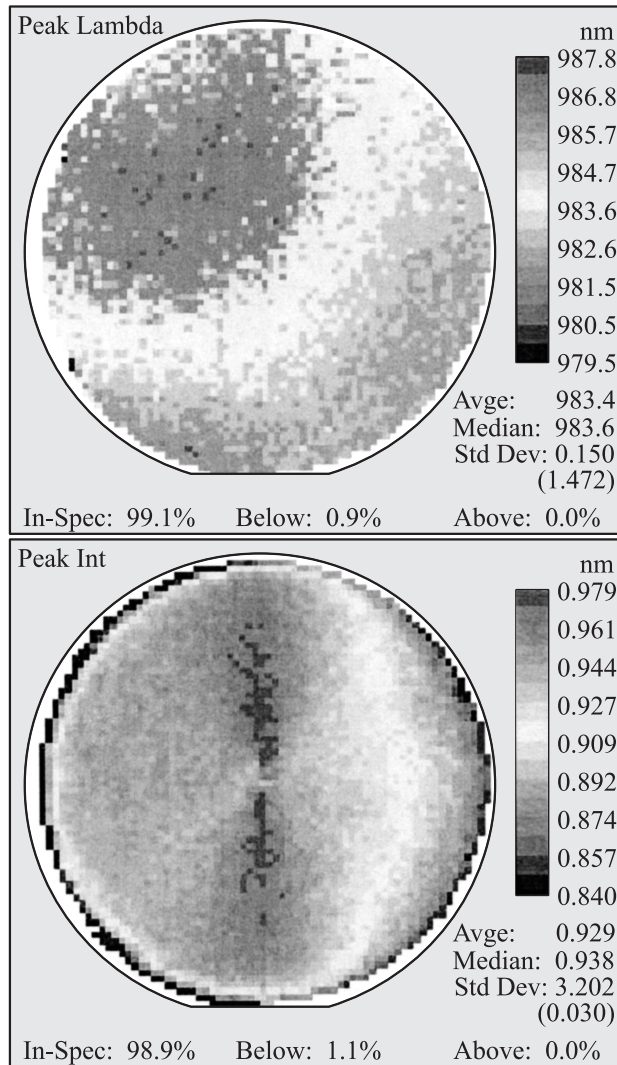 Peak Lambda
nm
987.8
986.8
985.7
984.7
983.6
982.6
981.5
980.5
979.5
Avge: 983.4
Median: 983.6
Std Dev: 0.150
(1.472)
In-Spec: 99.1% Below: 0.9% Above: 0.0%
Peak Int
nm
0.979
0.961
0.944
0.927
0.909
0.892
0.874
0.857
0.840
Avge: 0.929
Median: 0.938
Std Dev: 3.202
(0.030)
In-Spec: 98.9% Below: 1.1% Above: 0.0%